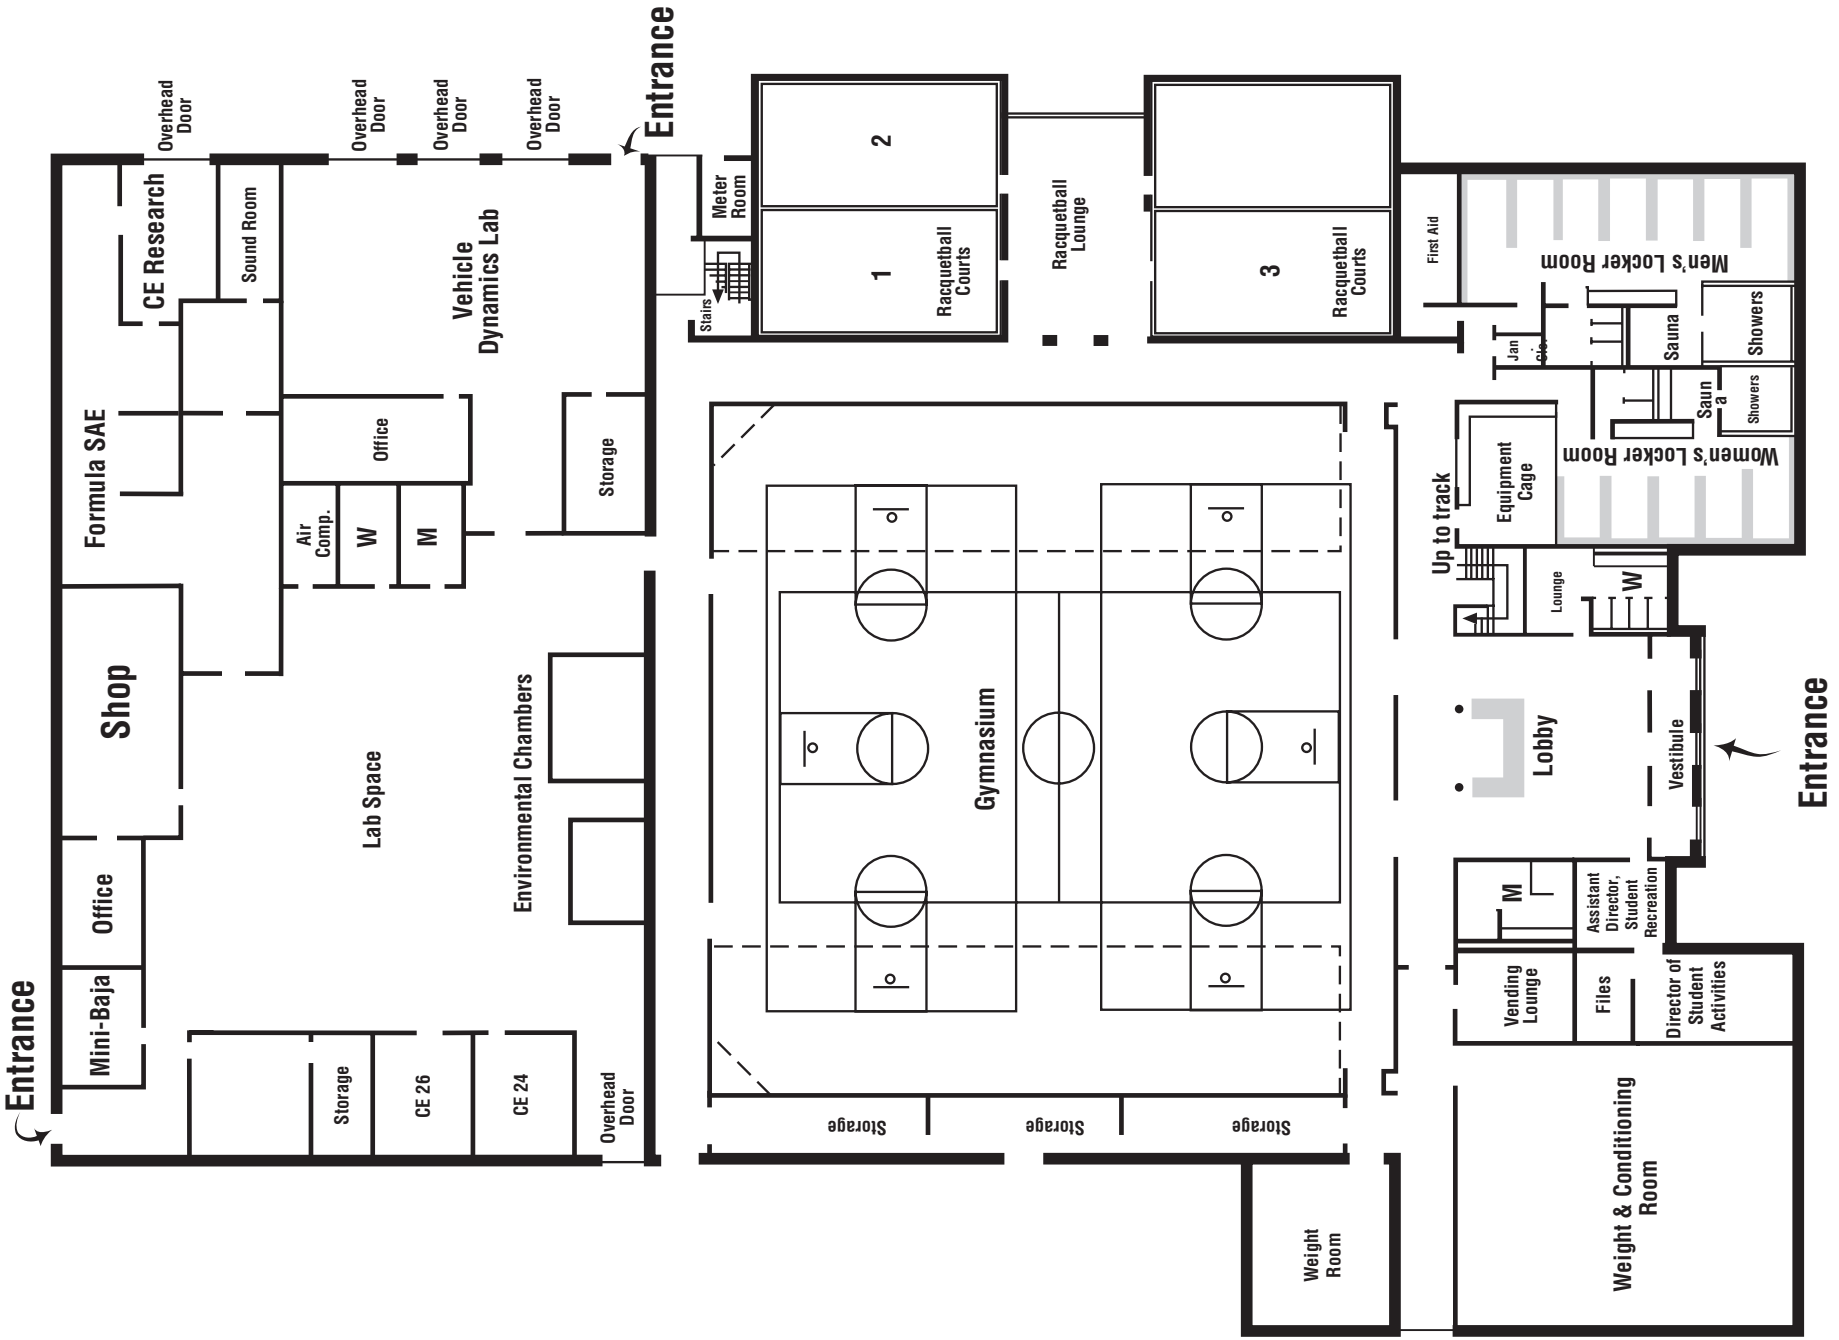 Entrance
Overhead
Door
Overhead
Door
Overhead
Door
Overhead
Door
Entrance
CE Research
Sound Room
Vehicle
Dynamics Lab
Formula SAE
Office
Storage
Air
Comp.
W
M
Shop
Lab Space
Environmental Chambers
Office
Mini-Baja
Storage
CE 26
CE 24
Overhead
Door
Meter
Room
Stairs
2
1
Racquetball
Courts
Racquetball
Lounge
3
Racquetball
Courts
First Aid
Men's Locker Room
Jan
Clo.
Sauna
Showers
Saun
a
Showers
Women's Locker Room
Equipment
Cage
Up to track
Lounge
W
Gymnasium
Lobby
Vestibule
Entrance
M
Assistant
Director,
Student
Recreation
Vending
Lounge
Files
Director of
Student
Activities
Storage
Storage
Storage
Weight
Room
Weight & Conditioning
Room